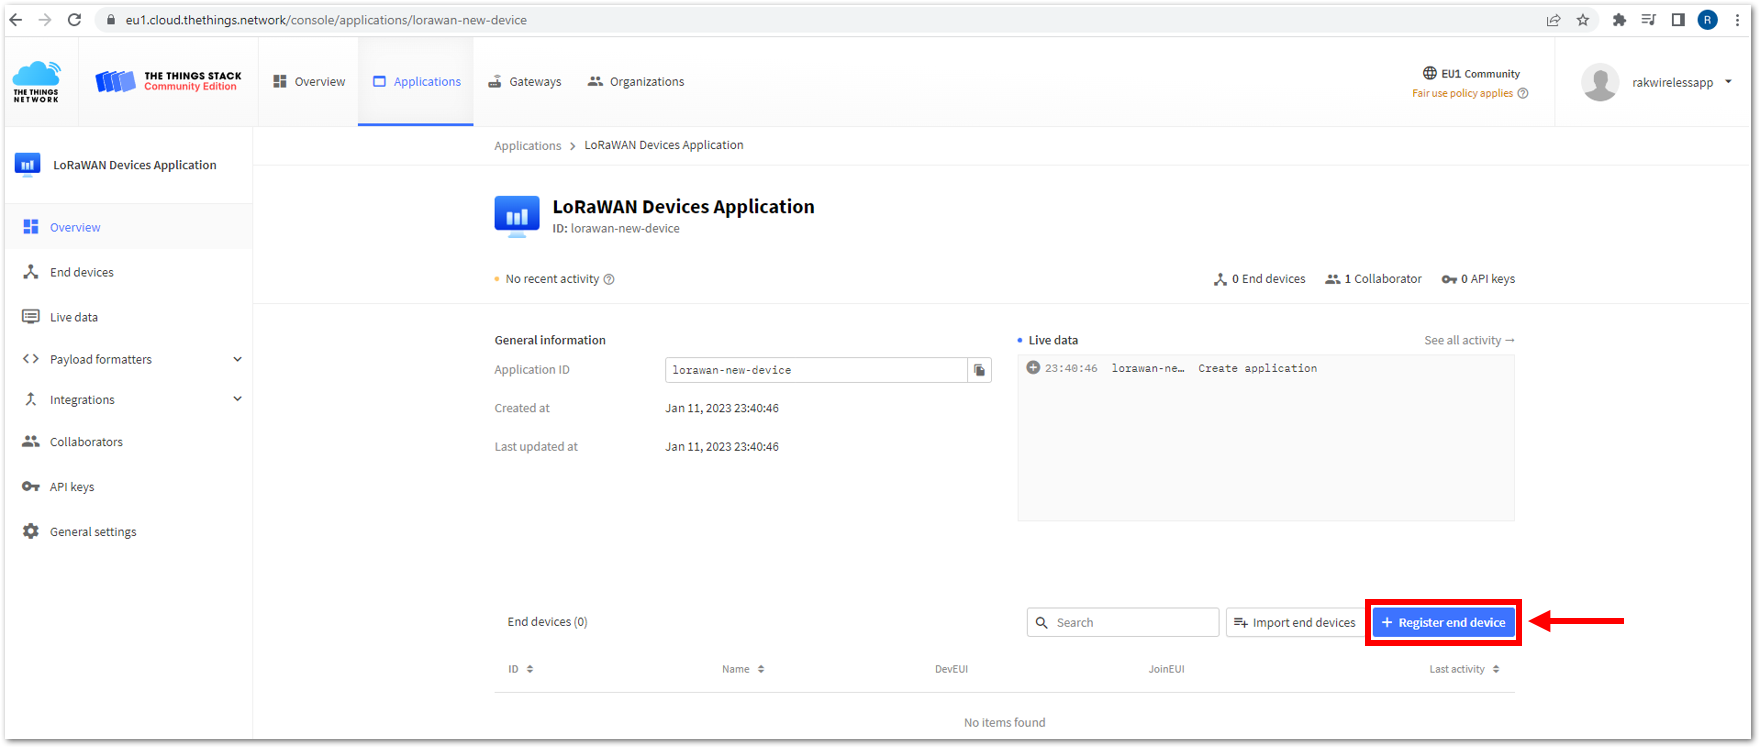 eu1.cloud.thethings.network/console/applications/lorawan-new-device
R
THE THINGS
NETWORK
THE THINGS STACK
Community Edition
Overview
Applications
Gateways
Organizations
EU1 Community
Fair use policy applies
rakwirelessapp
LoRaWAN Devices Application
Overview
End devices
Live data
Payload formatters
Integrations
Collaborators
API keys
General settings
Applications > LoRaWAN Devices Application
LoRaWAN Devices Application
ID: lorawan-new-device
No recent activity
0 End devices
1 Collaborator
0 API keys
General information
Application ID
lorawan-new-device
Created at
Jan 11, 2023 23:40:46
Last updated at
Jan 11, 2023 23:40:46
Live data
See all activity →
23:40:46 lorawan-ne… Create application
End devices (0)
Search
Import end devices
+ Register end device
ID
Name
DevEUI
JoinEUI
Last activity
No items found